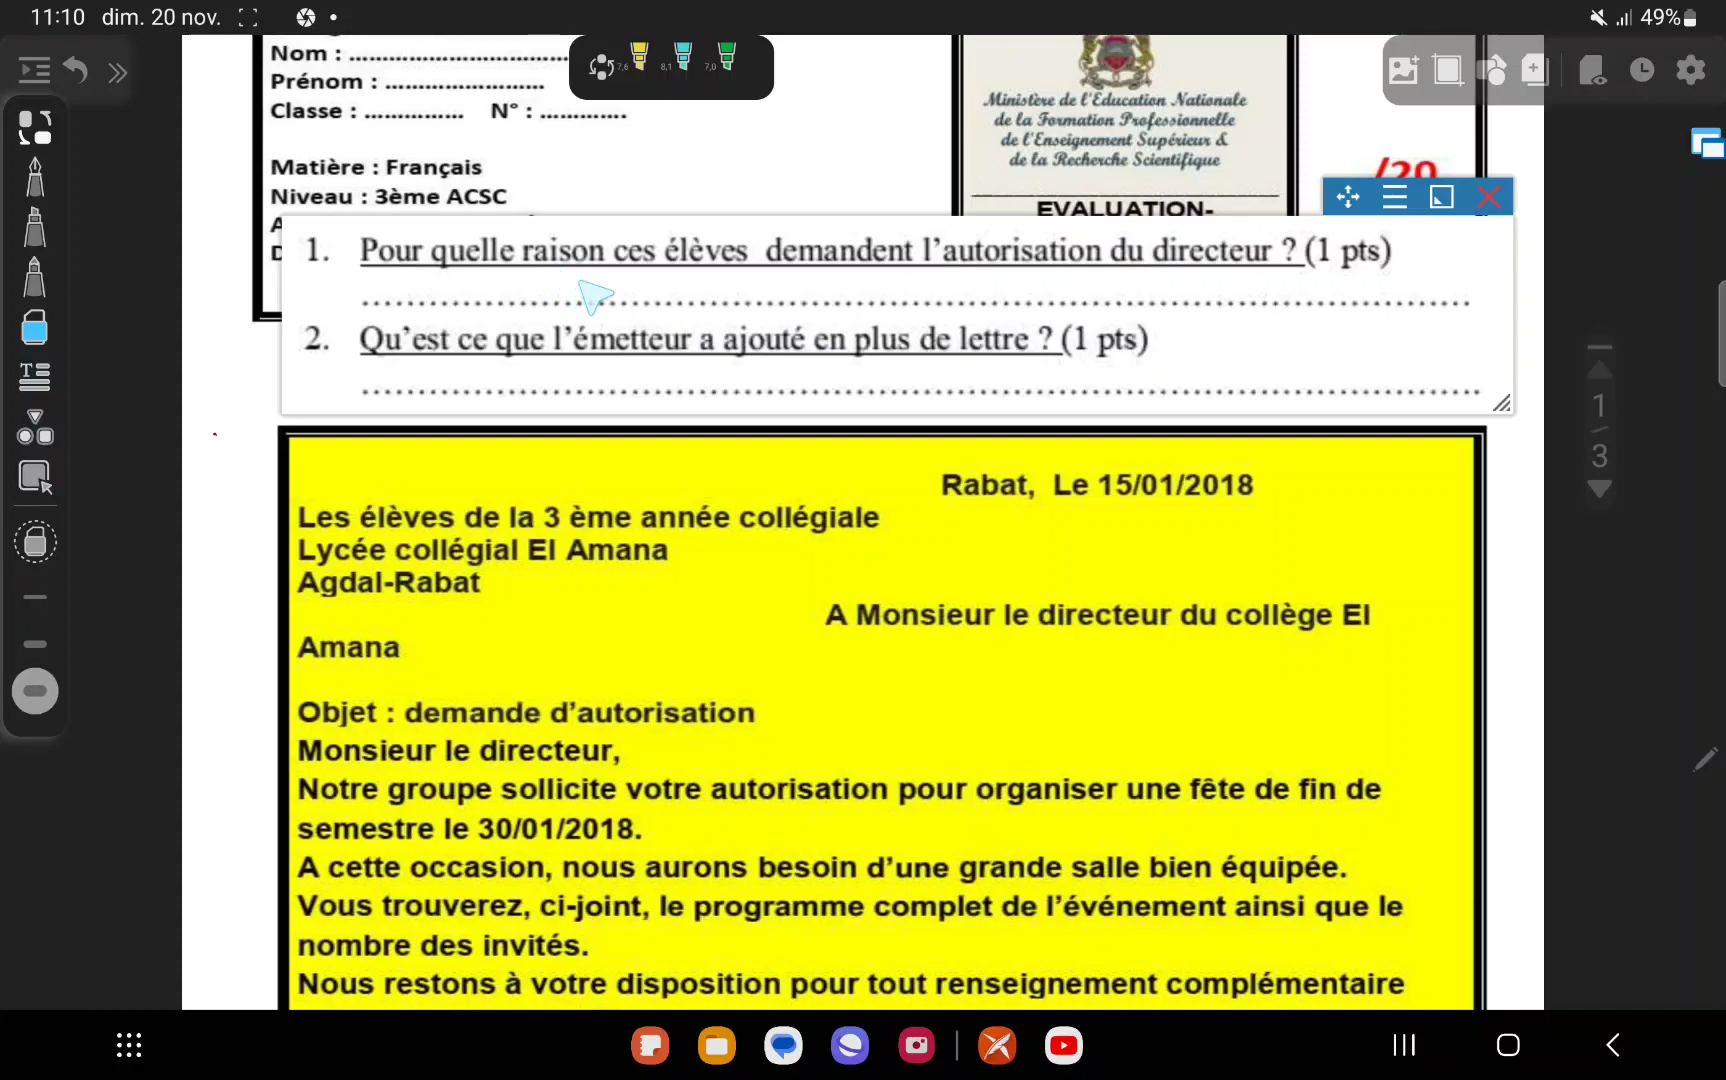 11:10 dim. 20 nov.
49%
Nom : ..................................
Prénom : ........................
Classe : ............... N° : .............
Matière : Français
Niveau : 3ème ACSC
7,6 8,1 7,0
Ministère de l'Education Nationale
de la Formation Professionnelle
de l'Enseignement Supérieur &
de la Recherche Scientifique
EVALUATION-
/20
1. Pour quelle raison ces élèves demandent l'autorisation du directeur ? (1 pts)
2. Qu'est ce que l'émetteur a ajouté en plus de lettre ? (1 pts)
Rabat, Le 15/01/2018
Les élèves de la 3 ème année collégiale
Lycée collégial El Amana
Agdal-Rabat
A Monsieur le directeur du collège El
Amana
Objet : demande d'autorisation
Monsieur le directeur,
Notre groupe sollicite votre autorisation pour organiser une fête de fin de
semestre le 30/01/2018.
A cette occasion, nous aurons besoin d'une grande salle bien équipée.
Vous trouverez, ci-joint, le programme complet de l'événement ainsi que le
nombre des invités.
Nous restons à votre disposition pour tout renseignement complémentaire
1
3